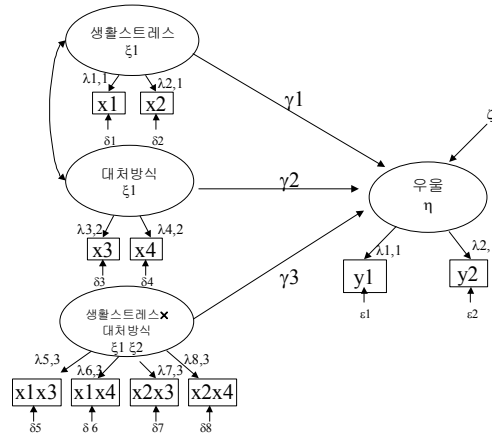 생활스트레스
ξ1
λ1,1 λ2,1
x1 x2
δ1 δ2
γ1
ζ
대처방식
ξ1
γ2
우울
η
λ3,2 λ4,2
x3 x4
δ3 δ4
γ3
λ1,1 λ2,
y1 y2
ε1 ε2
생활스트레스×
대처방식
ξ1 ξ2
λ5,3 λ6,3 λ7,3 λ8,3
x1x3 x1x4 x2x3 x2x4
δ5 δ 6 δ7 δ8